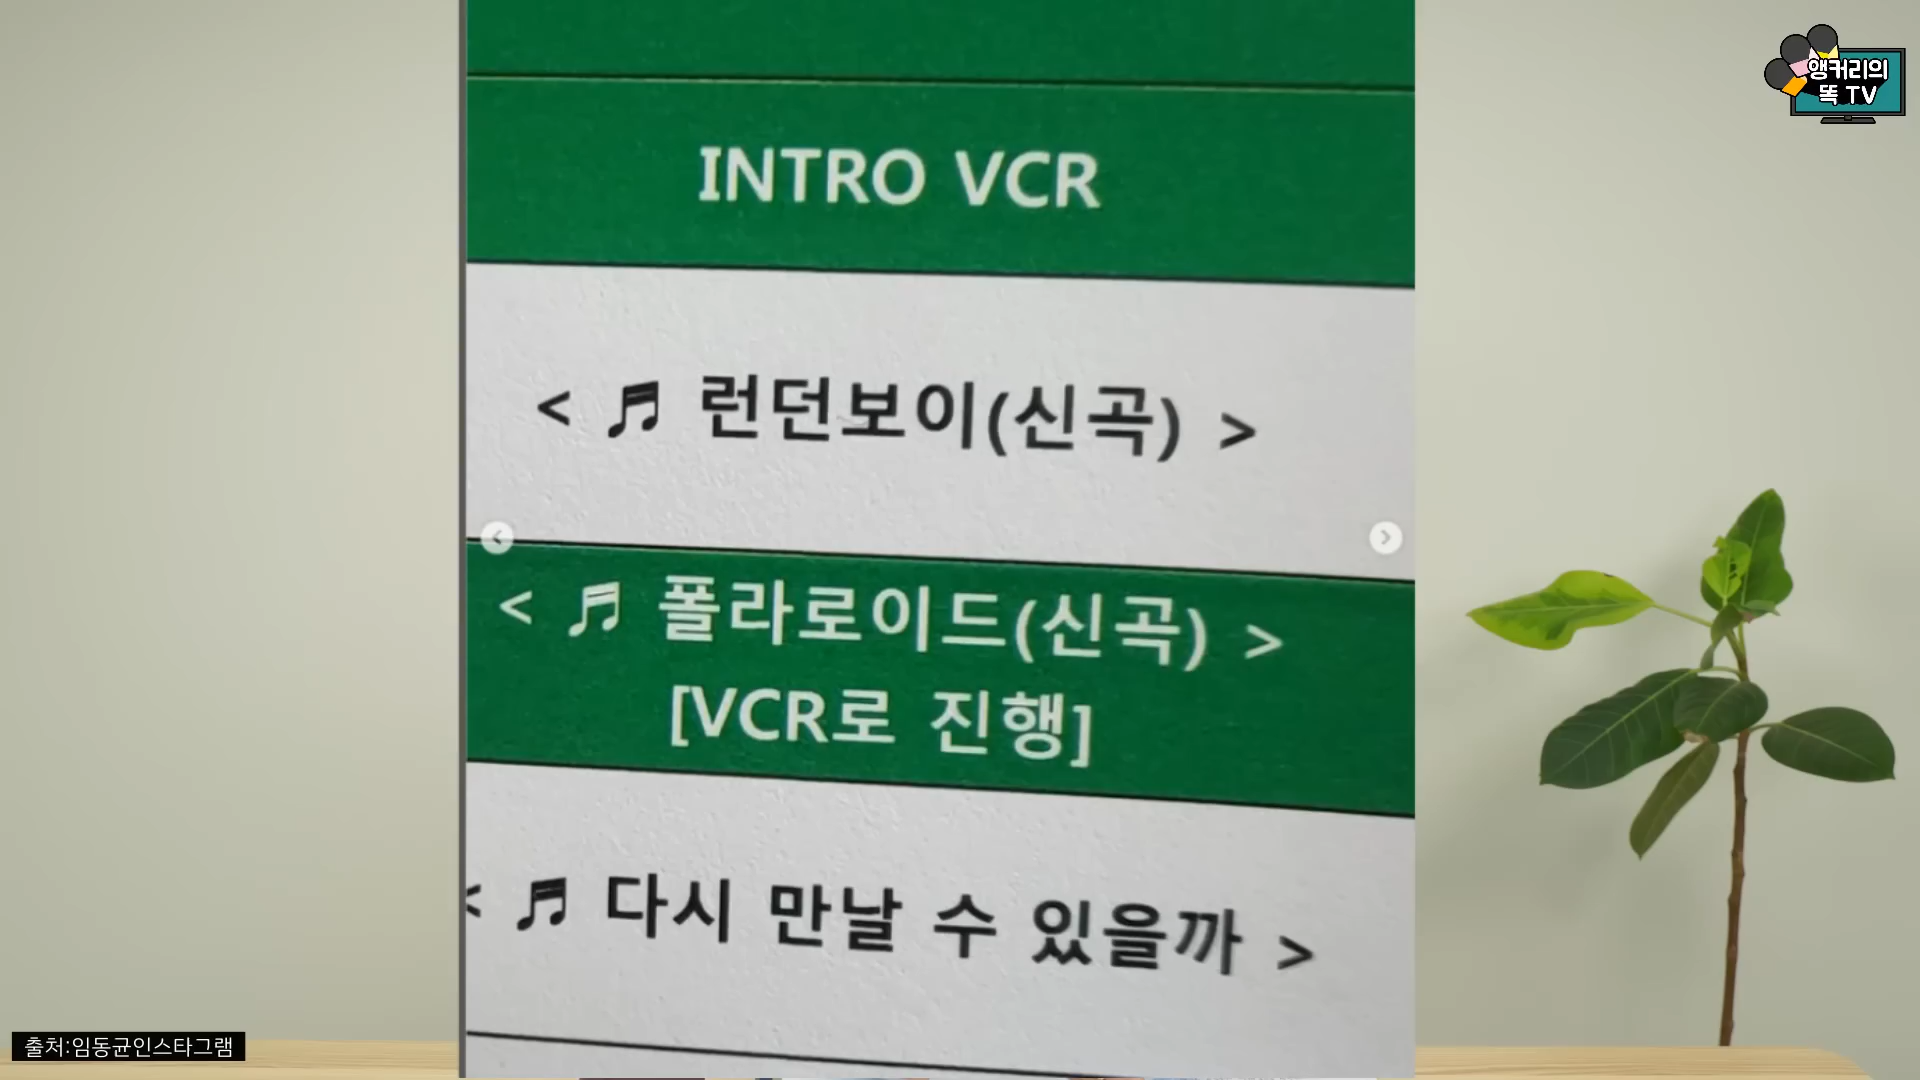 앵커리의
똑 TV
INTRO VCR
< ♬ 런던보이(신곡) >
< ♬ 폴라로이드(신곡) >
[VCR로 진행]
< ♬ 다시 만날 수 있을까 >
출처:임동균인스타그램